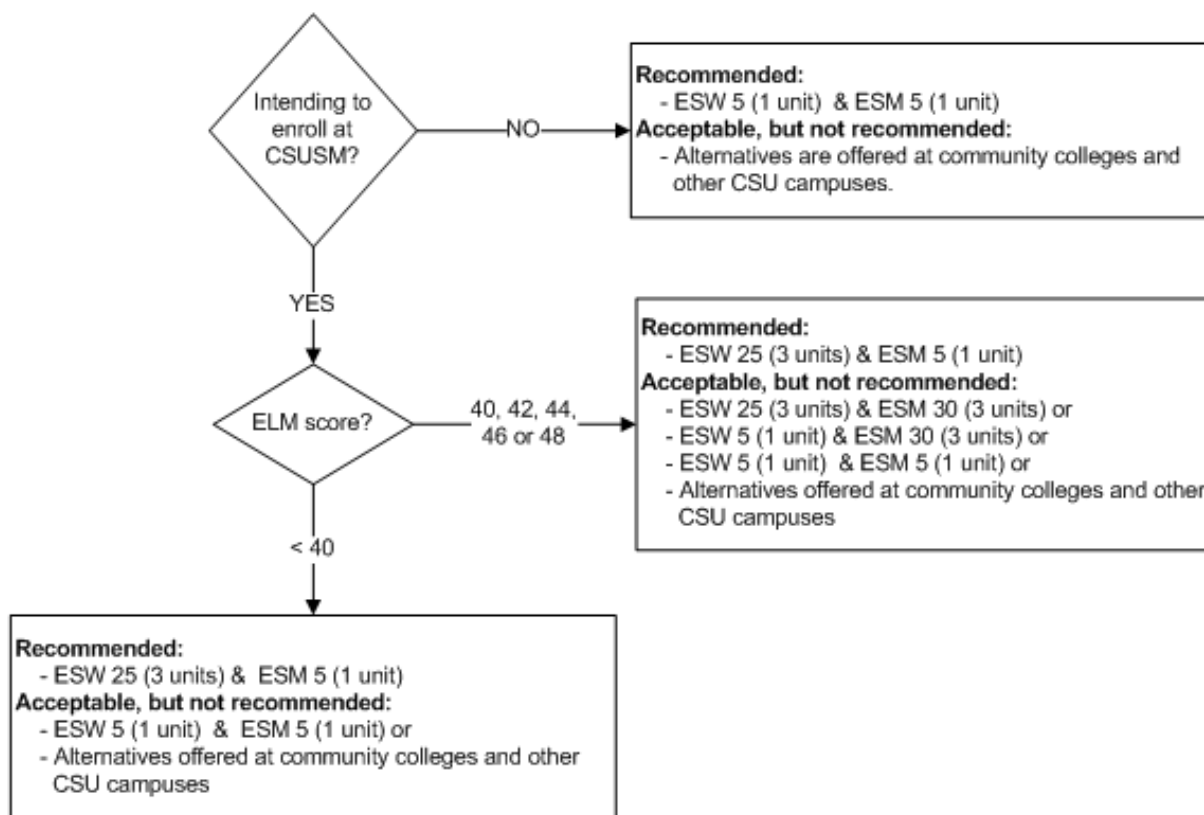 Intending to
enroll at
CSUSM?
NO
Recommended:
- ESW 5 (1 unit) & ESM 5 (1 unit)
Acceptable, but not recommended:
- Alternatives are offered at community colleges and
other CSU campuses.
YES
ELM score?
40, 42, 44,
46 or 48
Recommended:
- ESW 25 (3 units) & ESM 5 (1 unit)
Acceptable, but not recommended:
- ESW 25 (3 units) & ESM 30 (3 units) or
- ESW 5 (1 unit) & ESM 30 (3 units) or
- ESW 5 (1 unit) & ESM 5 (1 unit) or
- Alternatives offered at community colleges and other
CSU campuses
< 40
Recommended:
- ESW 25 (3 units) & ESM 5 (1 unit)
Acceptable, but not recommended:
- ESW 5 (1 unit) & ESM 5 (1 unit) or
- Alternatives offered at community colleges and other
CSU campuses